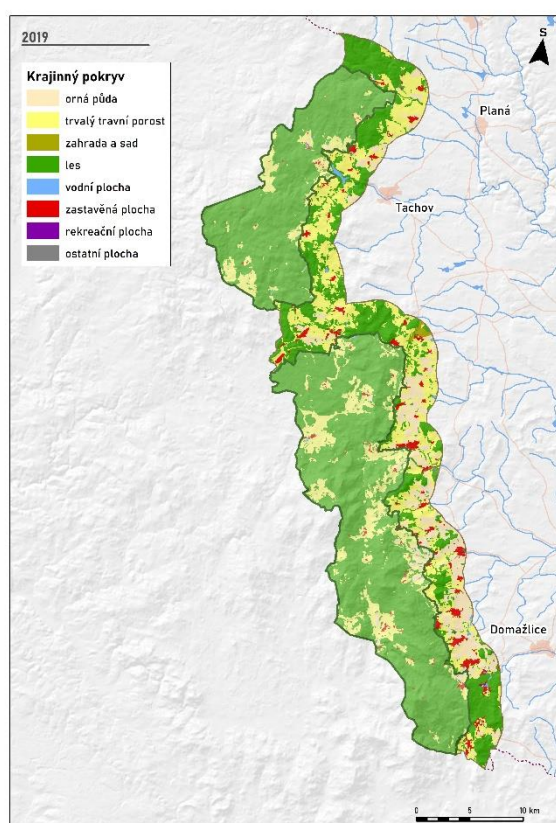 2019
S
Krajinný pokryv
orná půda
trvalý travní porost
zahrada a sad
les
vodní plocha
zastavěná plocha
rekreační plocha
ostatní plocha
Planá
Tachov
Domažlice
0 5 10 km